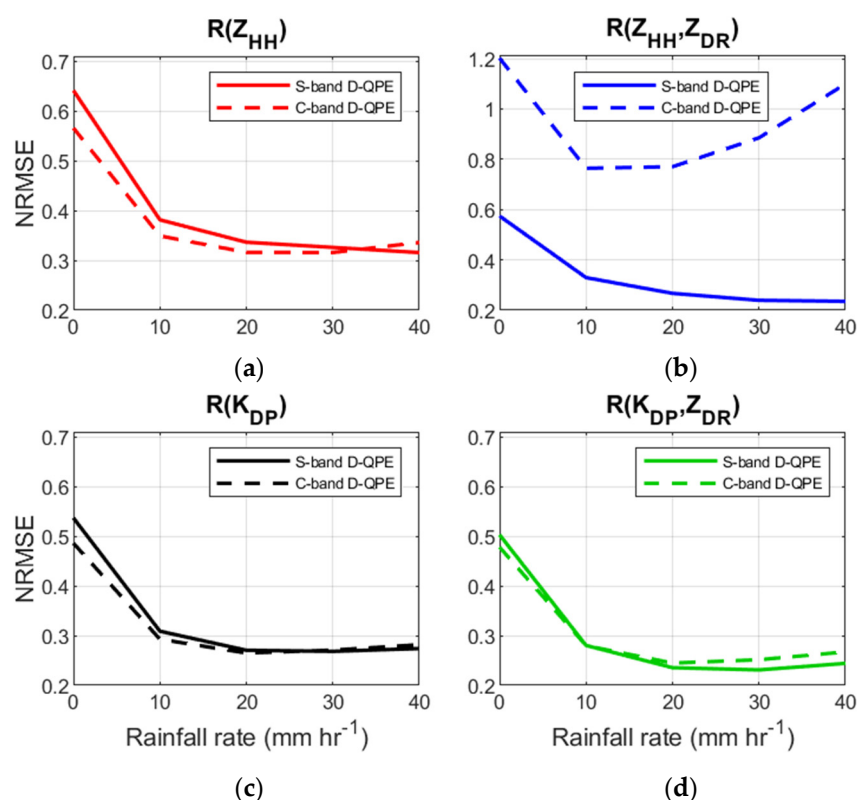 R(Z_HH)
0.7
0.6
0.5
0.4
0.3
0.2
NRMSE
S-band D-QPE
C-band D-QPE
0 10 20 30 40
(a)
R(Z_HH,Z_DR)
1.2
1
0.8
0.6
0.4
0.2
S-band D-QPE
C-band D-QPE
0 10 20 30 40
(b)
R(K_DP)
0.7
0.6
0.5
0.4
0.3
0.2
NRMSE
S-band D-QPE
C-band D-QPE
0 10 20 30 40
Rainfall rate (mm hr⁻¹)
(c)
R(K_DP,Z_DR)
0.7
0.6
0.5
0.4
0.3
0.2
S-band D-QPE
C-band D-QPE
0 10 20 30 40
Rainfall rate (mm hr⁻¹)
(d)